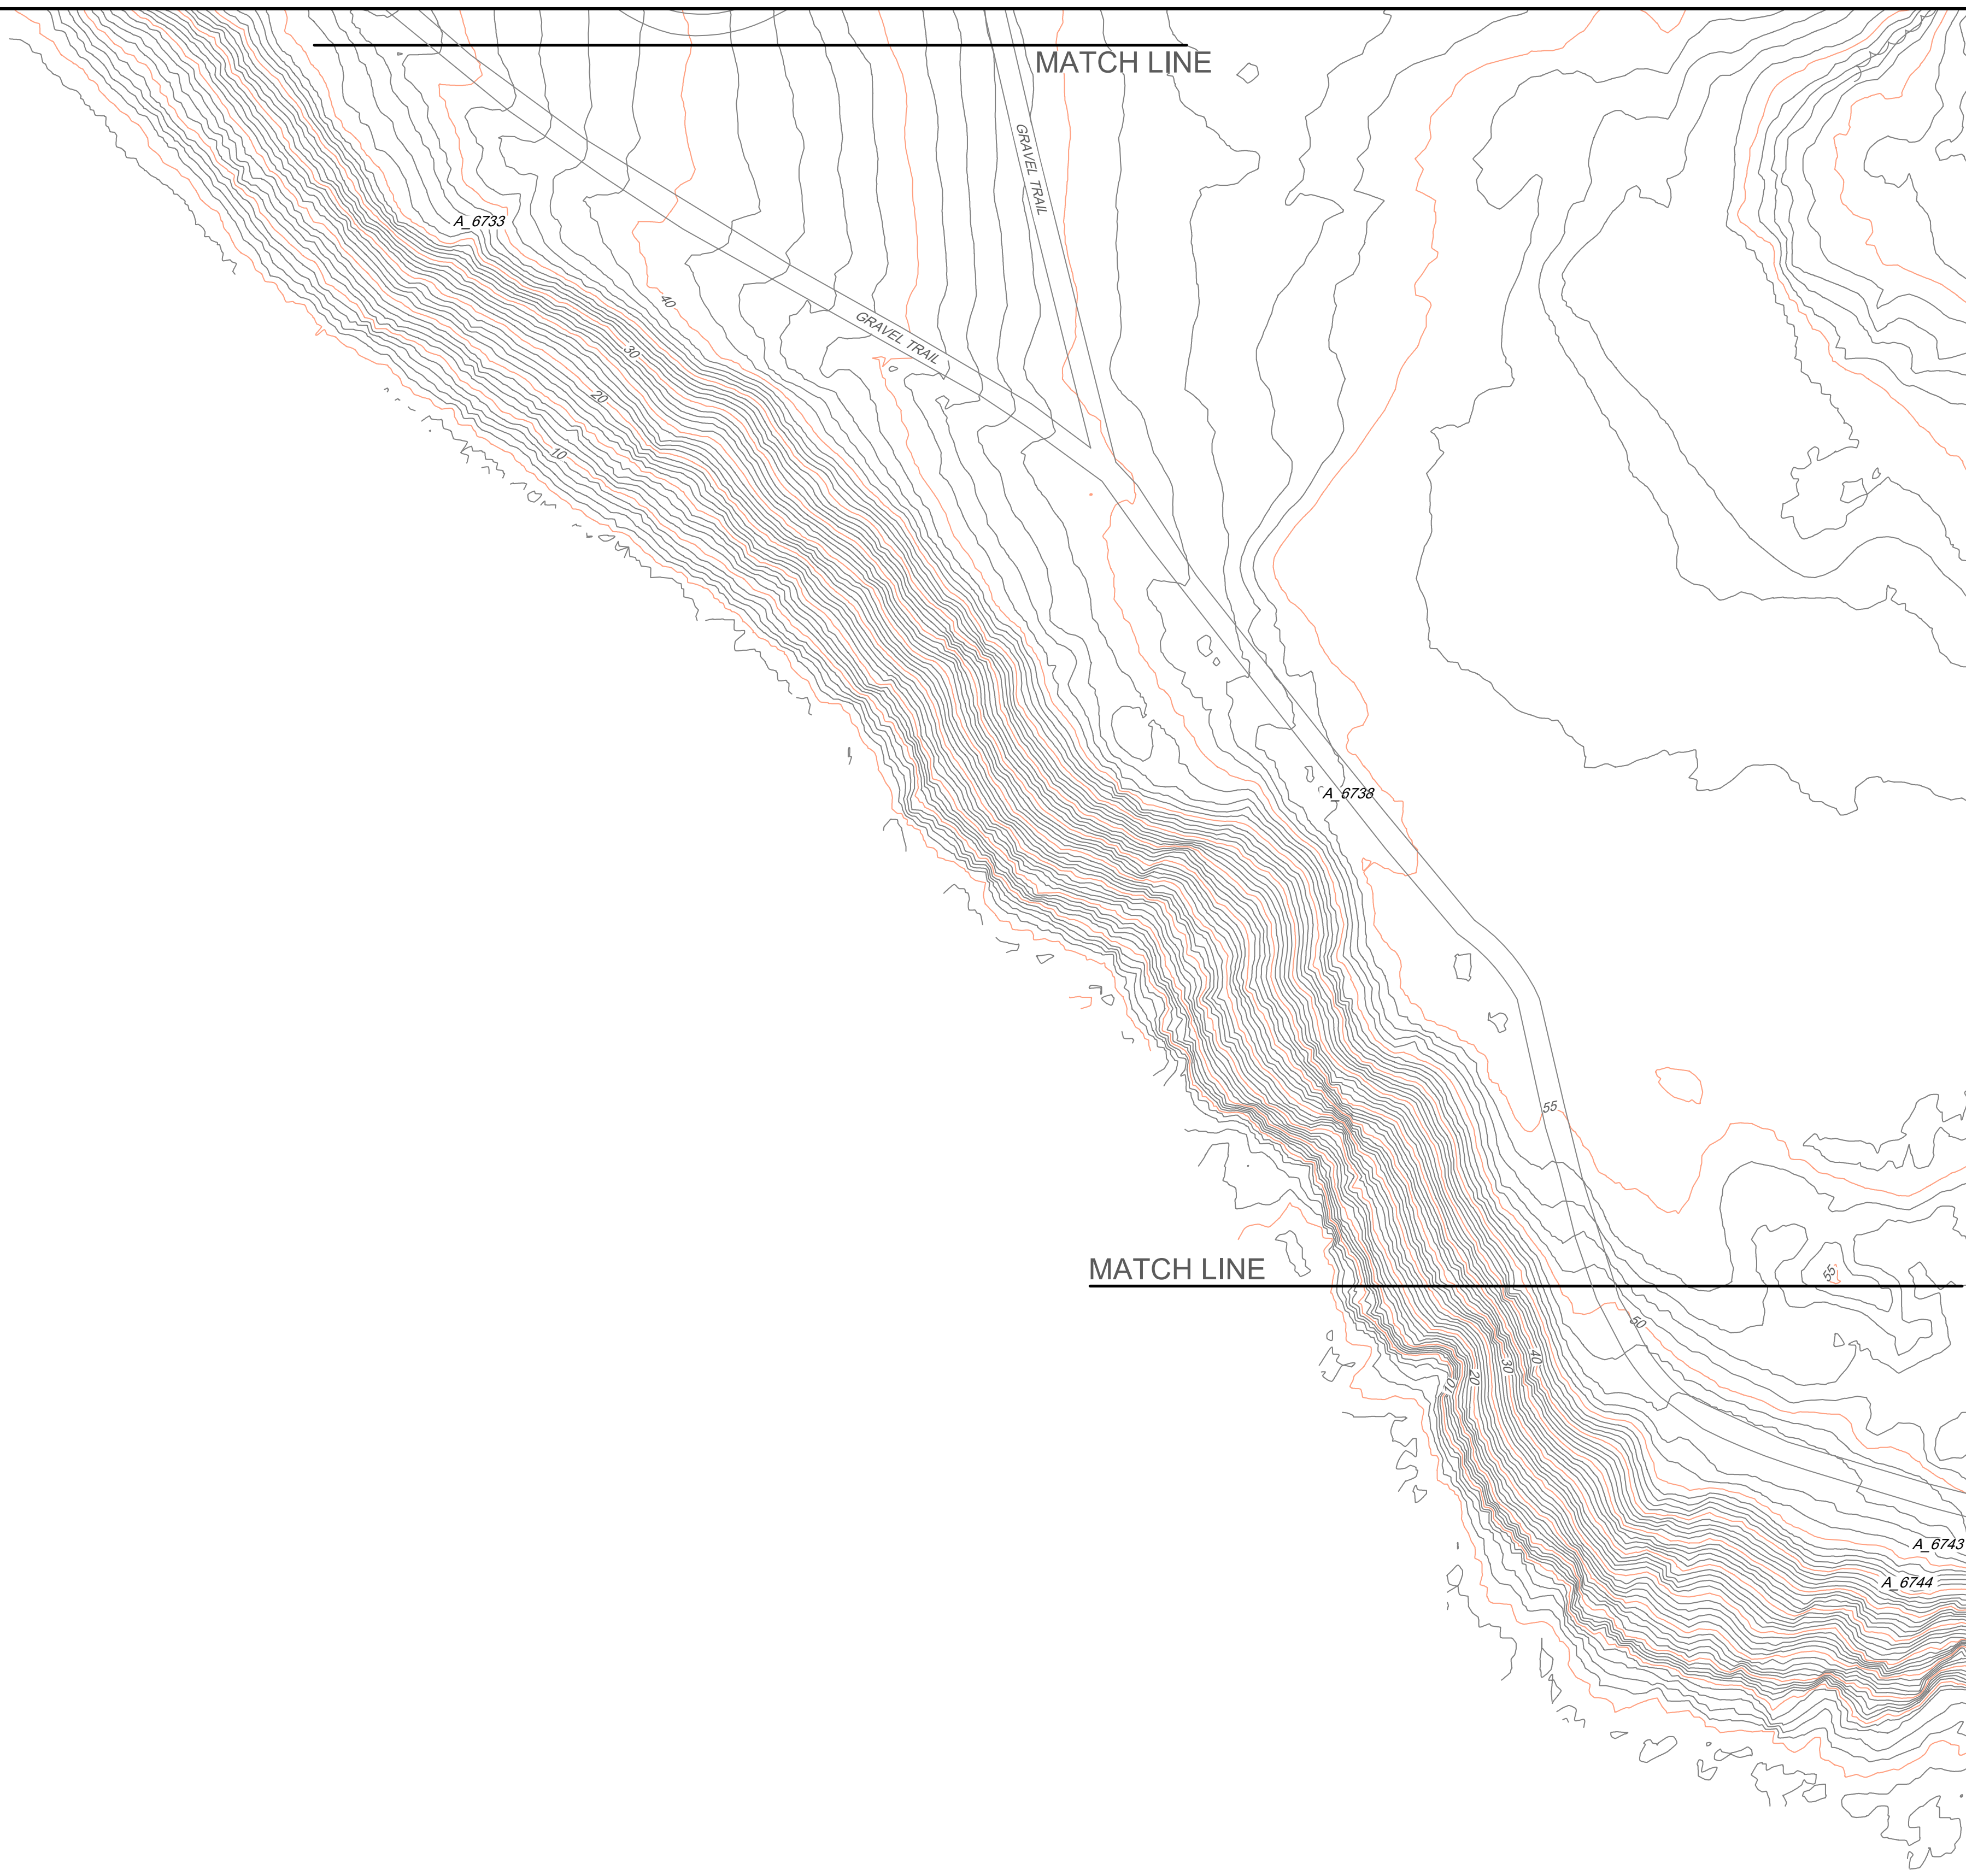 MATCH LINE
GRAVEL TRAIL
A_6733
40
GRAVEL TRAIL
30
20
10
A_6738
55
MATCH LINE
55
50
40
30
20
10
A_6743
A_6744